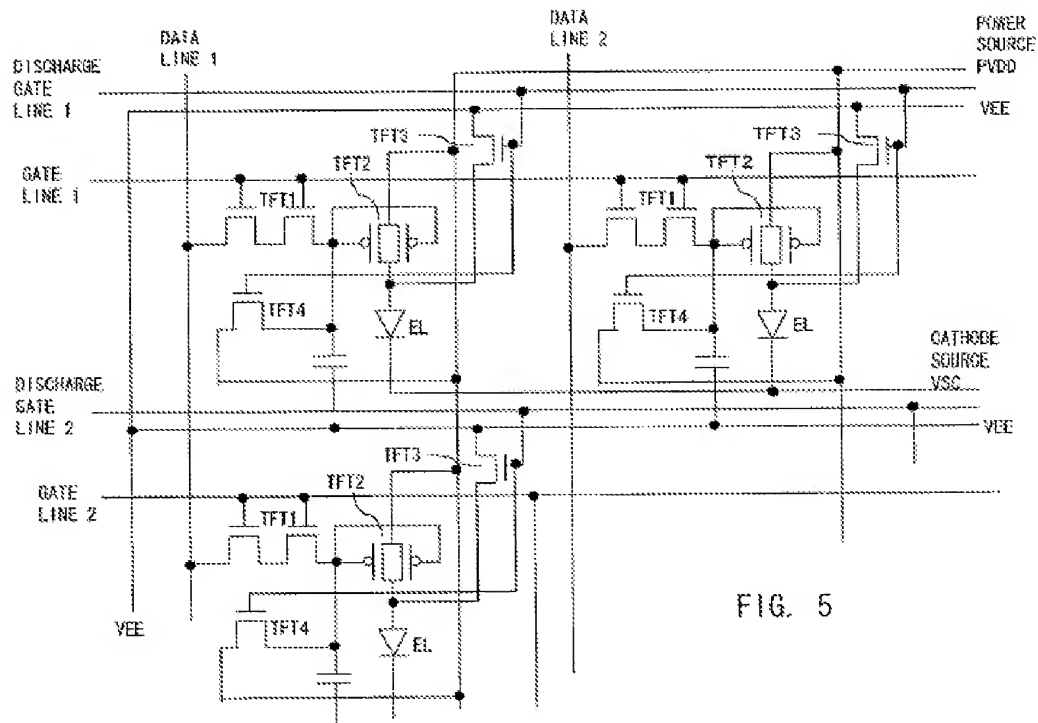 DATA
LINE 1
DATA
LINE 2
POWER
SOURCE
PVDD
DISCHARGE
GATE
LINE 1
VEE
TFT3
TFT3
TFT2
TFT2
GATE
LINE 1
TFT1
TFT1
TFT4
EL
TFT4
EL
CATHODE
SOURCE
VSC
DISCHARGE
GATE
LINE 2
VEE
TFT3
TFT2
GATE
LINE 2
TFT1
FIG. 5
VEE
TFT4
EL